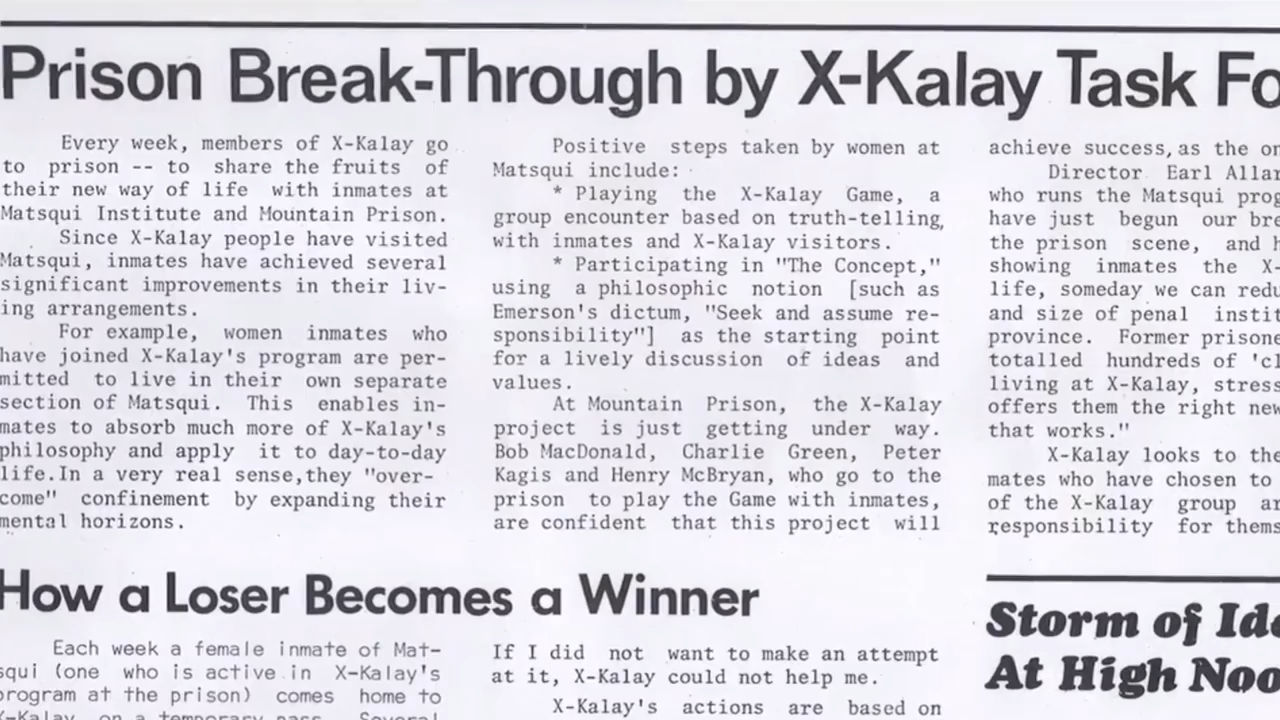 Prison Break-Through by X-Kalay Task Fo
Every week, members of X-Kalay go
to prison -- to share the fruits of
their new way of life with inmates at
Matsqui Institute and Mountain Prison.
Since X-Kalay people have visited
Matsqui, inmates have achieved several
significant improvements in their liv-
ing arrangements.
For example, women inmates who
have joined X-Kalay's program are per-
mitted to live in their own separate
section of Matsqui. This enables in-
mates to absorb much more of X-Kalay's
philosophy and apply it to day-to-day
life.In a very real sense,they "over-
come" confinement by expanding their
mental horizons.
Positive steps taken by women at
Matsqui include:
* Playing the X-Kalay Game, a
group encounter based on truth-telling,
with inmates and X-Kalay visitors.
* Participating in "The Concept,"
using a philosophic notion [such as
Emerson's dictum, "Seek and assume re-
sponsibility"] as the starting point
for a lively discussion of ideas and
values.
At Mountain Prison, the X-Kalay
project is just getting under way.
Bob MacDonald, Charlie Green, Peter
Kagis and Henry McBryan, who go to the
prison to play the Game with inmates,
are confident that this project will
achieve success, as the on
Director Earl Allar
who runs the Matsqui prog
have just begun our bre
the prison scene, and h
showing inmates the X-
life, someday we can redu
and size of penal instit
province. Former prisone
totalled hundreds of 'cl
living at X-Kalay, stress
offers them the right new
that works."
X-Kalay looks to the
mates who have chosen to
of the X-Kalay group ar
responsibility for thems
How a Loser Becomes a Winner
Each week a female inmate of Mat-
squi (one who is active in X-Kalay's
program at the prison) comes home to
X-Kalay on a temporary pass. Several
If I did not want to make an attempt
at it, X-Kalay could not help me.
X-Kalay's actions are based on
Storm of Ide
At High Noo